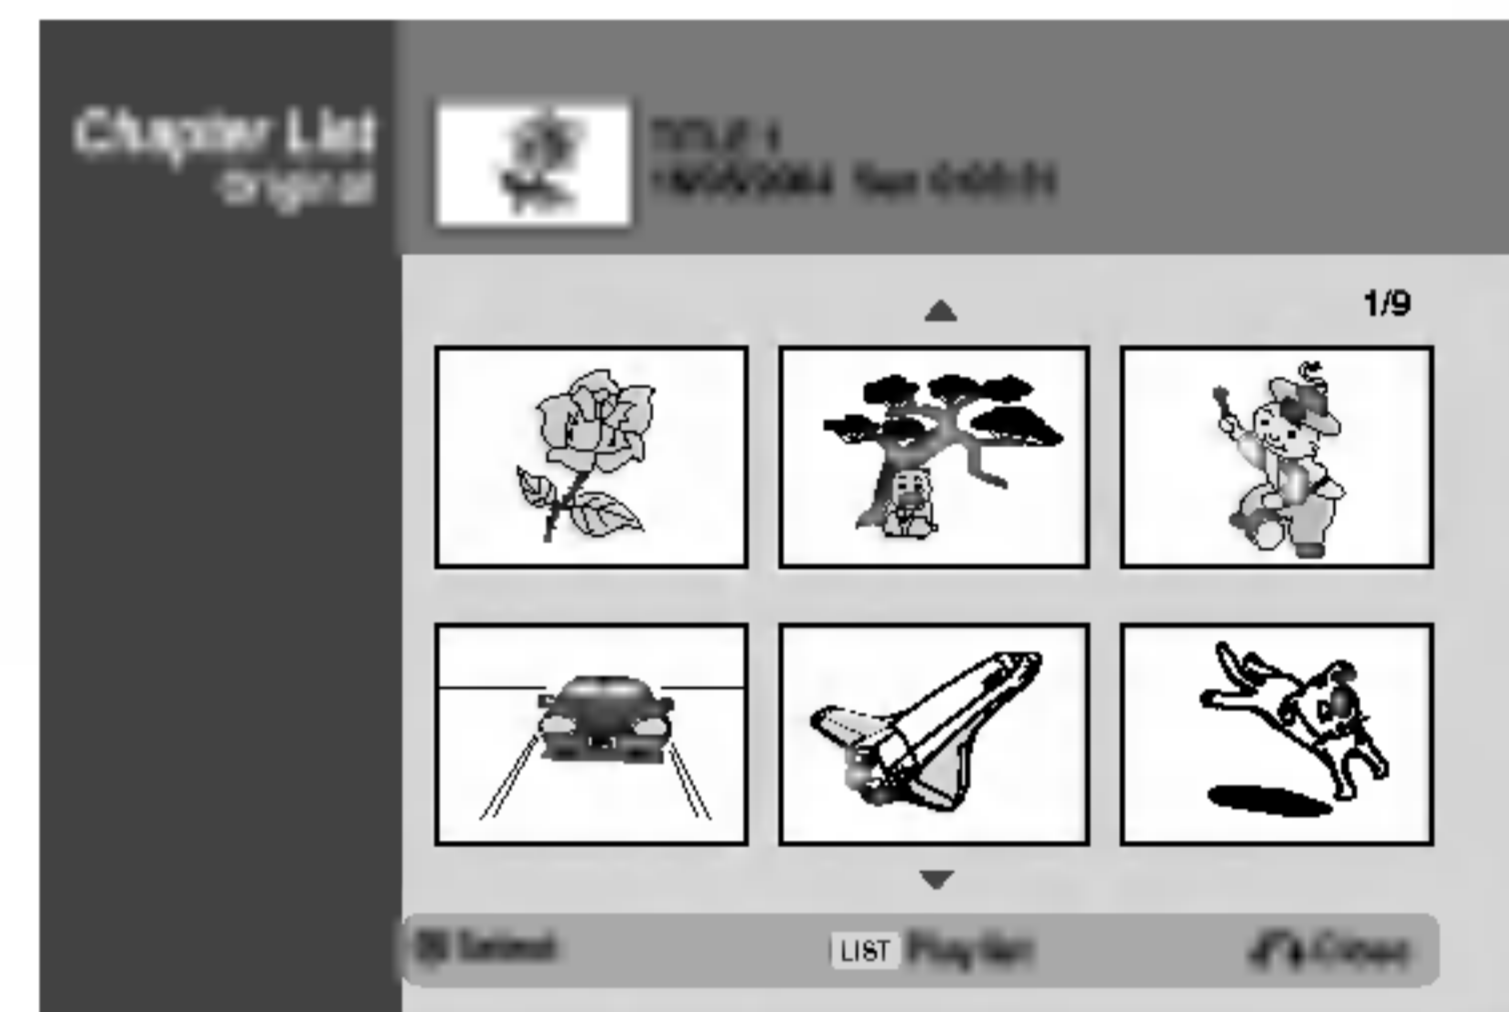 Chapter List
Original
TITLE 1
1/9
Select
LIST Playlist
Close